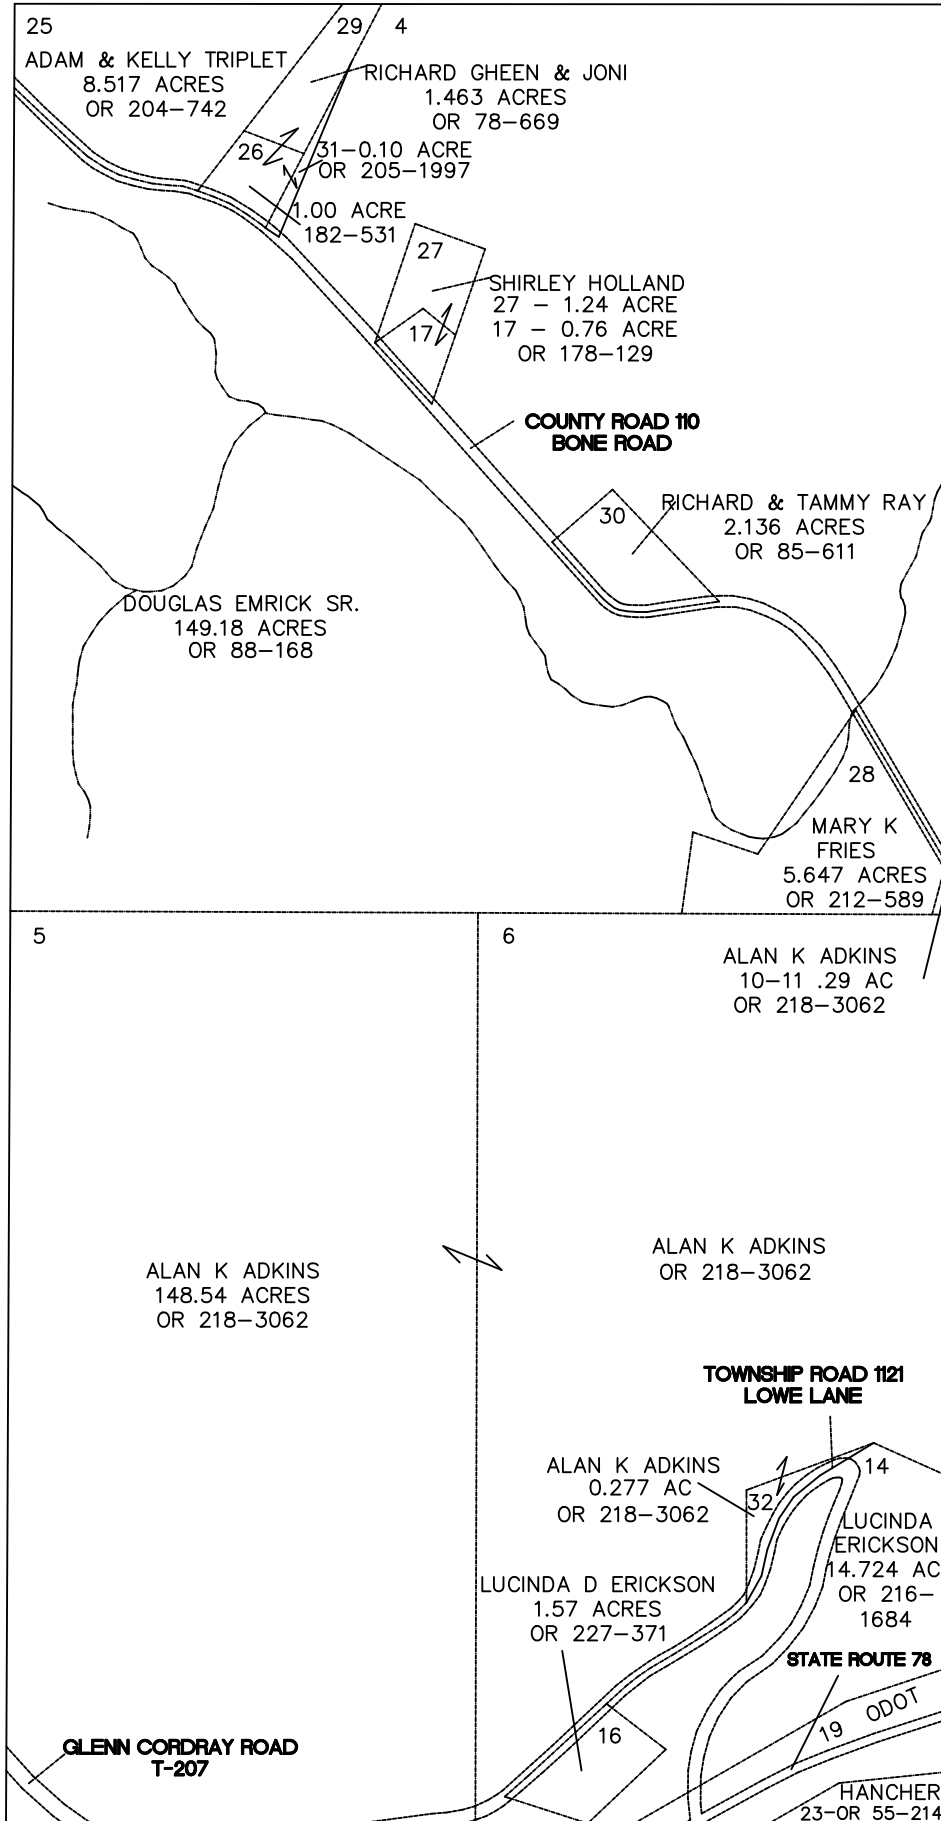 25
29
4
ADAM & KELLY TRIPLET
8.517 ACRES
OR 204-742
RICHARD GHEEN & JONI
1.463 ACRES
OR 78-669
26
31-0.10 ACRE
OR 205-1997
1.00 ACRE
182-531
27
SHIRLEY HOLLAND
27 - 1.24 ACRE
17 - 0.76 ACRE
OR 178-129
17
COUNTY ROAD 110
BONE ROAD
30
RICHARD & TAMMY RAY
2.136 ACRES
OR 85-611
DOUGLAS EMRICK SR.
149.18 ACRES
OR 88-168
28
MARY K
FRIES
5.647 ACRES
OR 212-589
5
6
ALAN K ADKINS
10-11 .29 AC
OR 218-3062
ALAN K ADKINS
148.54 ACRES
OR 218-3062
ALAN K ADKINS
OR 218-3062
TOWNSHIP ROAD 1121
LOWE LANE
ALAN K ADKINS
0.277 AC
OR 218-3062
32
14
LUCINDA
ERICKSON
14.724 AC
OR 216-
1684
LUCINDA D ERICKSON
1.57 ACRES
OR 227-371
STATE ROUTE 78
16
19 ODOT
GLENN CORDRAY ROAD
T-207
HANCHER
23-OR 55-214